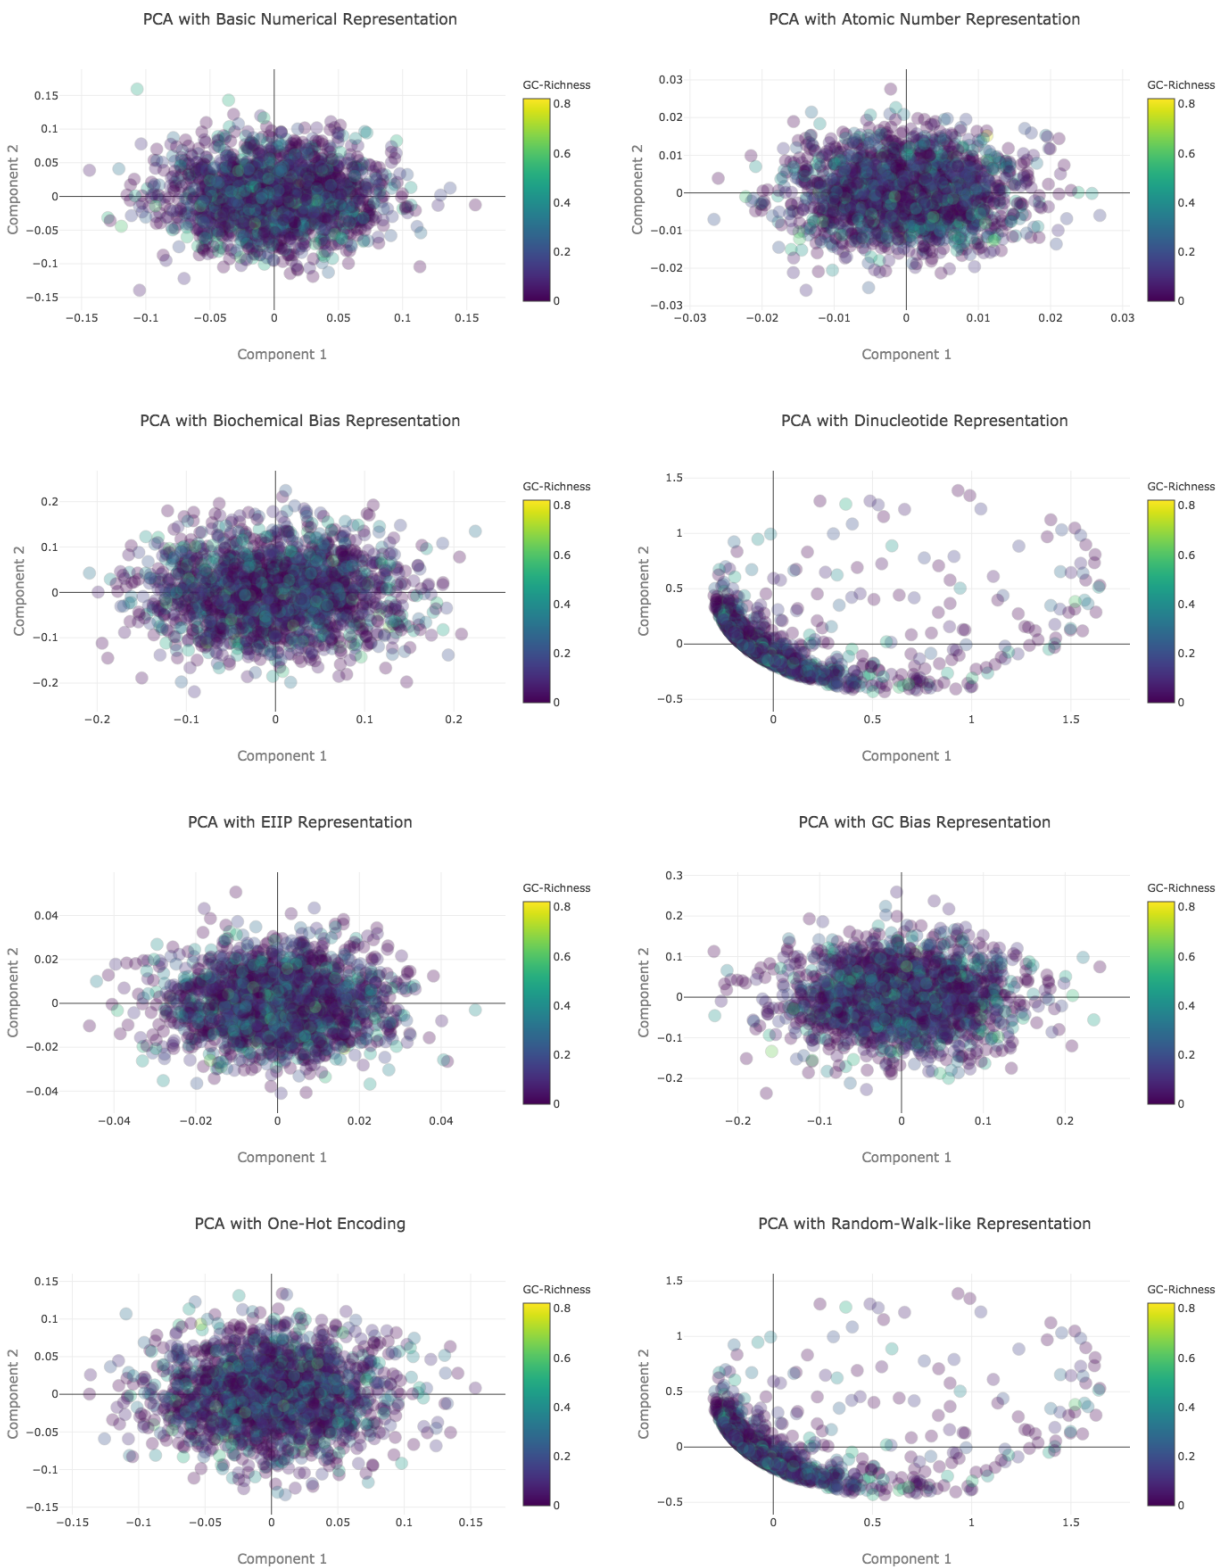 PCA with Basic Numerical Representation
GC-Richness
0.8
0.6
0.4
0.2
0
Component 2
0.15
0.1
0.05
0
−0.05
−0.1
−0.15
−0.15 −0.1 −0.05 0 0.05 0.1 0.15
Component 1
PCA with Atomic Number Representation
GC-Richness
0.8
0.6
0.4
0.2
0
Component 2
0.03
0.02
0.01
0
−0.01
−0.02
−0.03
−0.03 −0.02 −0.01 0 0.01 0.02 0.03
Component 1
PCA with Biochemical Bias Representation
GC-Richness
0.8
0.6
0.4
0.2
0
Component 2
0.2
0.1
0
−0.1
−0.2
−0.2 −0.1 0 0.1 0.2
Component 1
PCA with Dinucleotide Representation
GC-Richness
0.8
0.6
0.4
0.2
0
Component 2
1.5
1
0.5
0
−0.5
0 0.5 1 1.5
Component 1
PCA with EIIP Representation
GC-Richness
0.8
0.6
0.4
0.2
0
Component 2
0.04
0.02
0
−0.02
−0.04
−0.04 −0.02 0 0.02 0.04
Component 1
PCA with GC Bias Representation
GC-Richness
0.8
0.6
0.4
0.2
0
Component 2
0.3
0.2
0.1
0
−0.1
−0.2
−0.2 −0.1 0 0.1 0.2
Component 1
PCA with One-Hot Encoding
GC-Richness
0.8
0.6
0.4
0.2
0
Component 2
0.15
0.1
0.05
0
−0.05
−0.1
−0.15
−0.15 −0.1 −0.05 0 0.05 0.1 0.15
Component 1
PCA with Random-Walk-like Representation
GC-Richness
0.8
0.6
0.4
0.2
0
Component 2
1.5
1
0.5
0
−0.5
0 0.5 1 1.5
Component 1